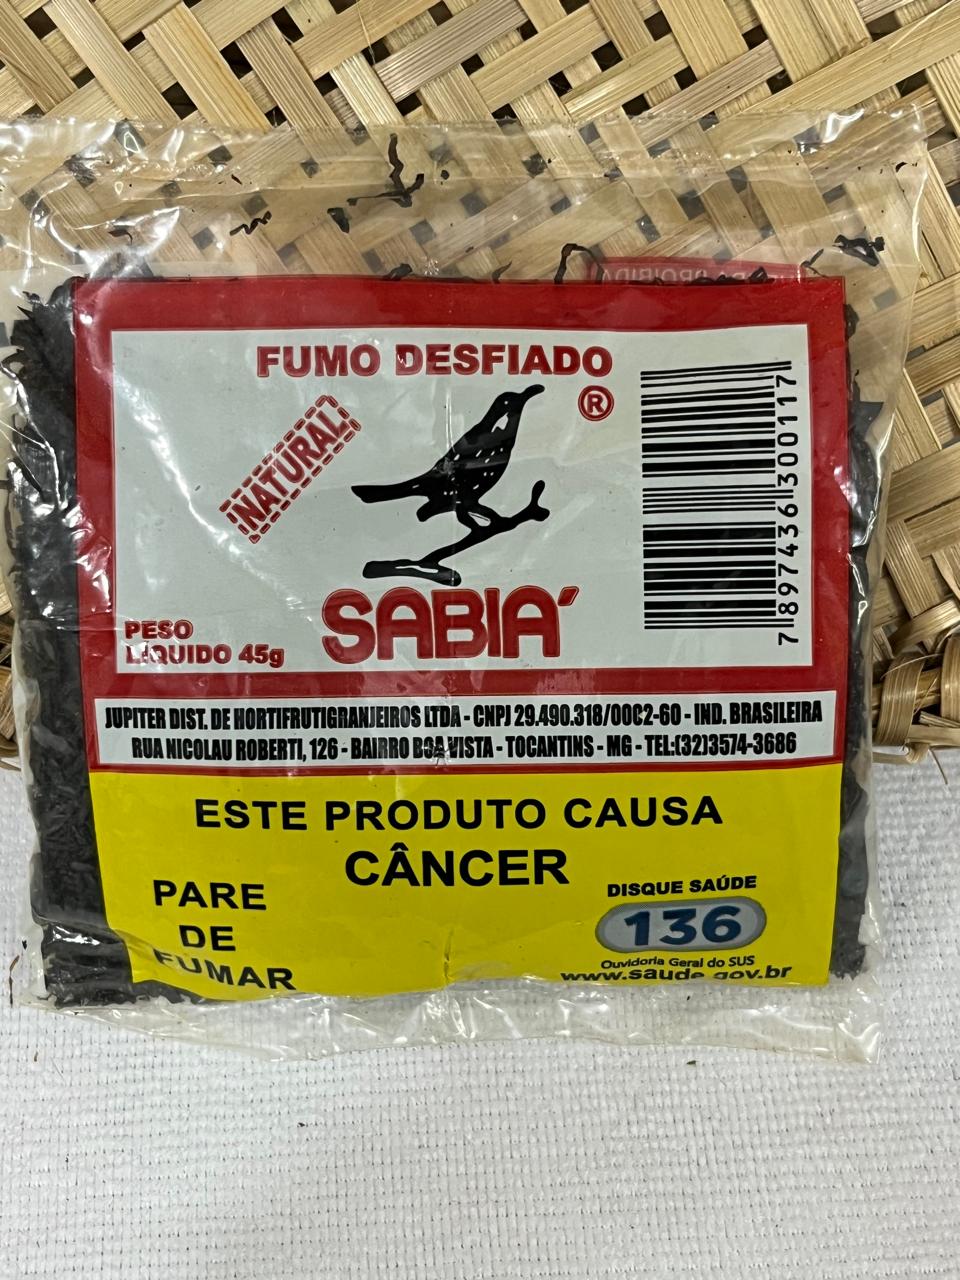 PROIBIDA
FUMO DESFIADO
®
NATURAL
SABIA'
PESO
LÍQUIDO 45g
7 897436 300117
JUPITER DIST. DE HORTIFRUTIGRANJEIROS LTDA - CNPJ 29.490.318/0002-60 - IND. BRASILEIRA
RUA NICOLAU ROBERTI, 126 - BAIRRO BOA VISTA - TOCANTINS - MG - TEL:(32)3574-3686
ESTE PRODUTO CAUSA
CÂNCER
PARE
DE
FUMAR
DISQUE SAÚDE
136
Ouvidoria Geral do SUS
www.saude.gov.br